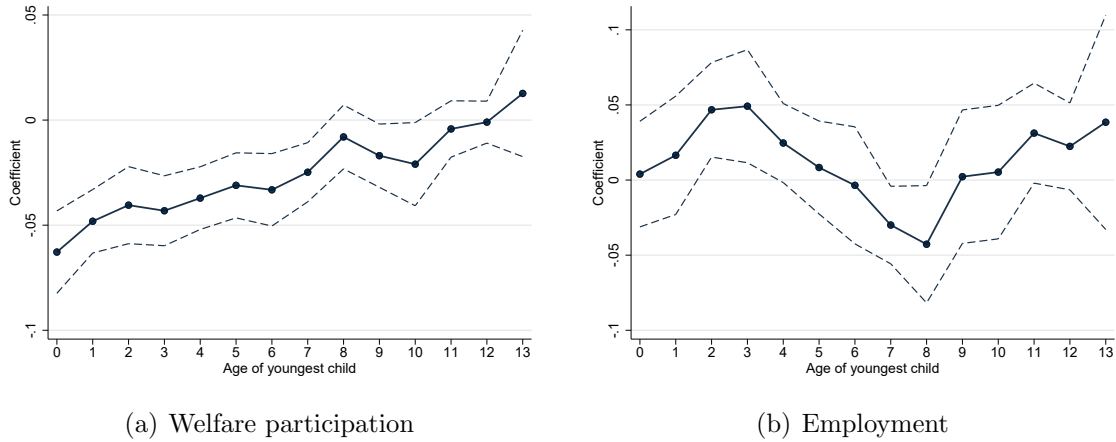 .05
0
-.05
-.1
Coefficient
0 1 2 3 4 5 6 7 8 9 10 11 12 13
Age of youngest child
(a) Welfare participation
.1
.05
0
-.05
-.1
Coefficient
0 1 2 3 4 5 6 7 8 9 10 11 12 13
Age of youngest child
(b) Employment